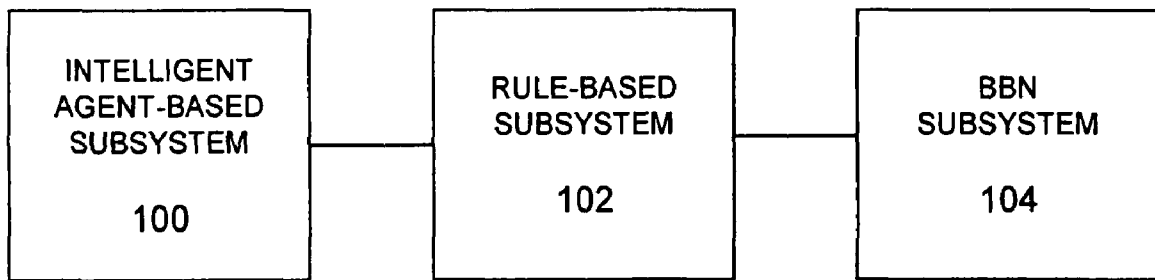 INTELLIGENT
AGENT-BASED
SUBSYSTEM
100
RULE-BASED
SUBSYSTEM
102
BBN
SUBSYSTEM
104